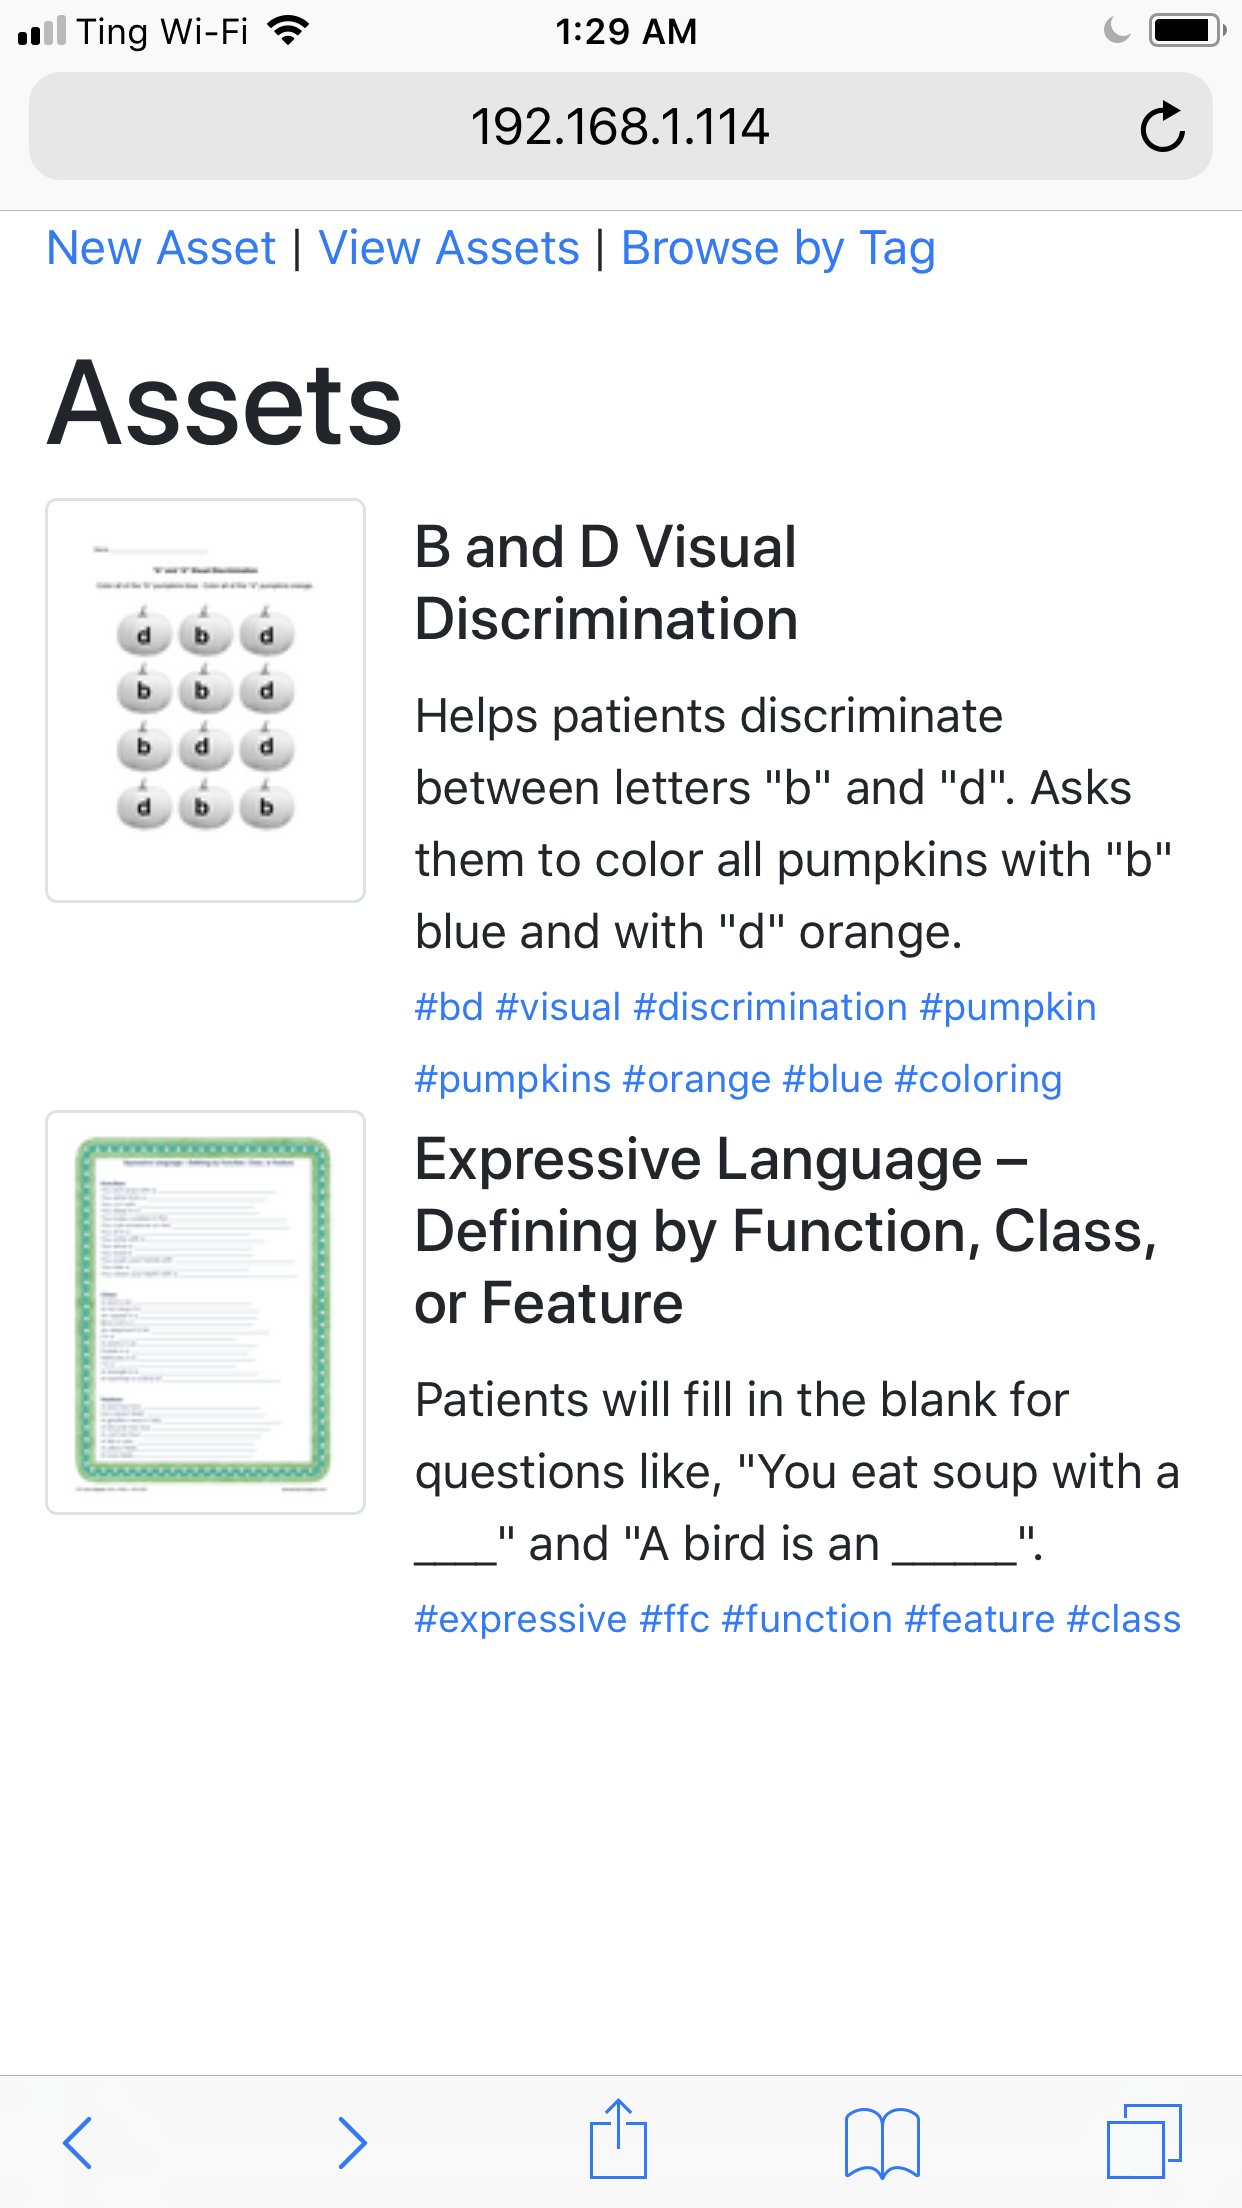 Ting Wi-Fi 1:29 AM
192.168.1.114
New Asset | View Assets | Browse by Tag
Assets
B and D Visual
Discrimination
Helps patients discriminate
between letters "b" and "d". Asks
them to color all pumpkins with "b"
blue and with "d" orange.
#bd #visual #discrimination #pumpkin
#pumpkins #orange #blue #coloring
d b d
b b d
b d d
d b b
Expressive Language –
Defining by Function, Class,
or Feature
Patients will fill in the blank for
questions like, "You eat soup with a
____" and "A bird is an ______".
#expressive #ffc #function #feature #class